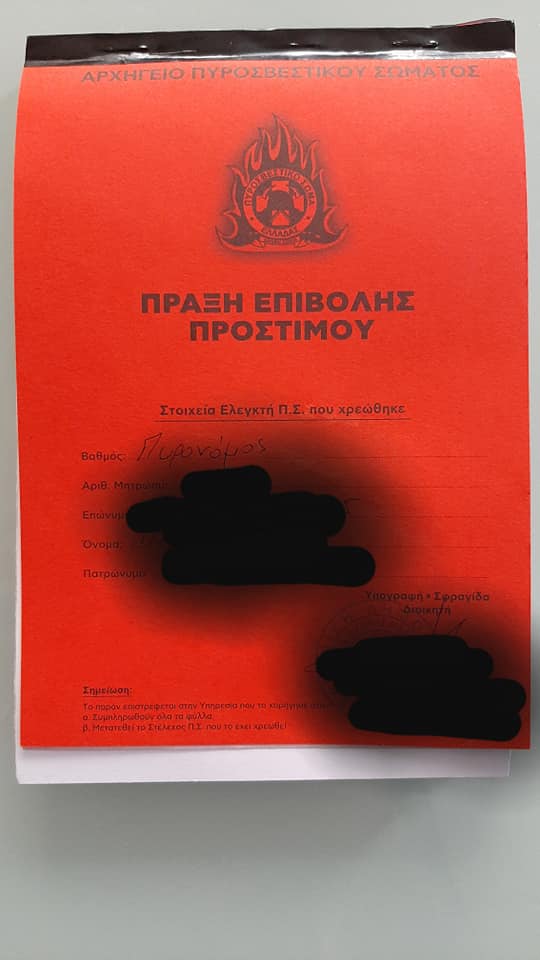 ΑΡΧΗΓΕΙΟ ΠΥΡΟΣΒΕΣΤΙΚΟΥ ΣΩΜΑΤΟΣ
ΠΥΡΟΣΒΕΣΤΙΚΟ ΣΩΜΑ
ΕΛΛΑΔΑΣ
ΠΡΑΞΗ ΕΠΙΒΟΛΗΣ
ΠΡΟΣΤΙΜΟΥ
Στοιχεία Ελεγκτή Π.Σ. που χρεώθηκε
Βαθμός: Πυρονόμος
Αριθ. Μητρώου:
Επώνυμ
Όνομα:
Πατρώνυμο
Υπογραφή - Σφραγίδα
Διοικητή
Σημείωση:
Το παρόν επιστρέφεται στην Υπηρεσία που το χορήγησε
α. Συμπληρωθούν όλα τα φύλλα,
β. Μετατεθεί το Στέλεχος Π.Σ. που το έχει χρεωθεί